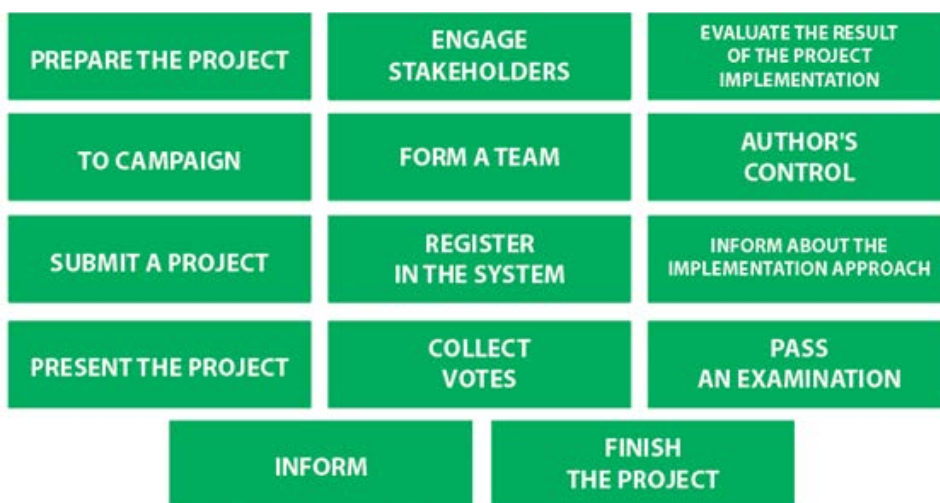 PREPARE THE PROJECT
ENGAGE
STAKEHOLDERS
EVALUATE THE RESULT
OF THE PROJECT
IMPLEMENTATION
TO CAMPAIGN
FORM A TEAM
AUTHOR'S
CONTROL
SUBMIT A PROJECT
REGISTER
IN THE SYSTEM
INFORM ABOUT THE
IMPLEMENTATION APPROACH
PRESENT THE PROJECT
COLLECT
VOTES
PASS
AN EXAMINATION
INFORM
FINISH
THE PROJECT